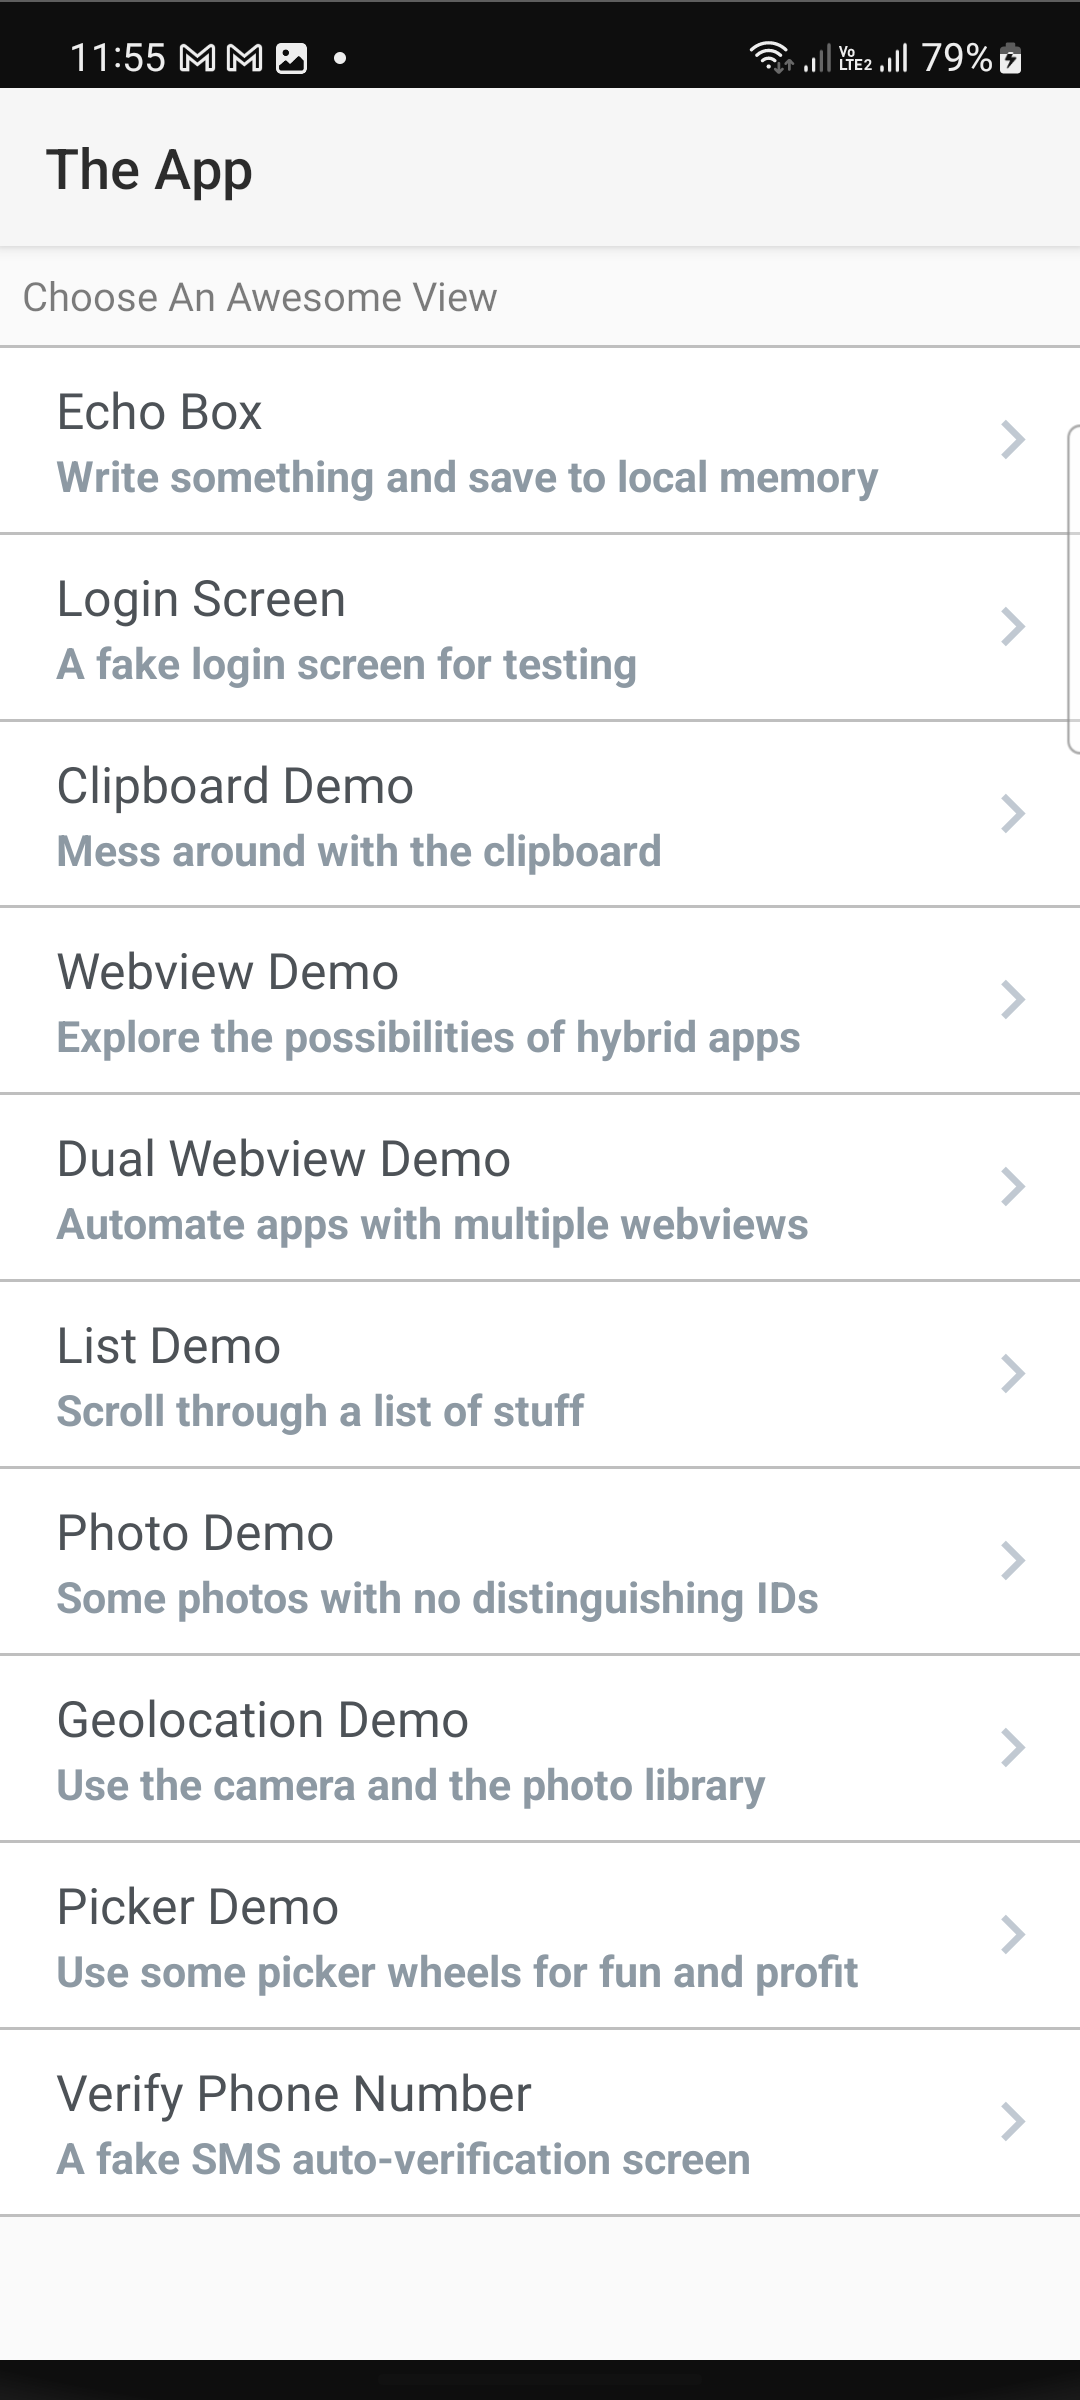 11:55
Vo
LTE2
79%
The App
Choose An Awesome View
Echo Box
Write something and save to local memory
Login Screen
A fake login screen for testing
Clipboard Demo
Mess around with the clipboard
Webview Demo
Explore the possibilities of hybrid apps
Dual Webview Demo
Automate apps with multiple webviews
List Demo
Scroll through a list of stuff
Photo Demo
Some photos with no distinguishing IDs
Geolocation Demo
Use the camera and the photo library
Picker Demo
Use some picker wheels for fun and profit
Verify Phone Number
A fake SMS auto-verification screen